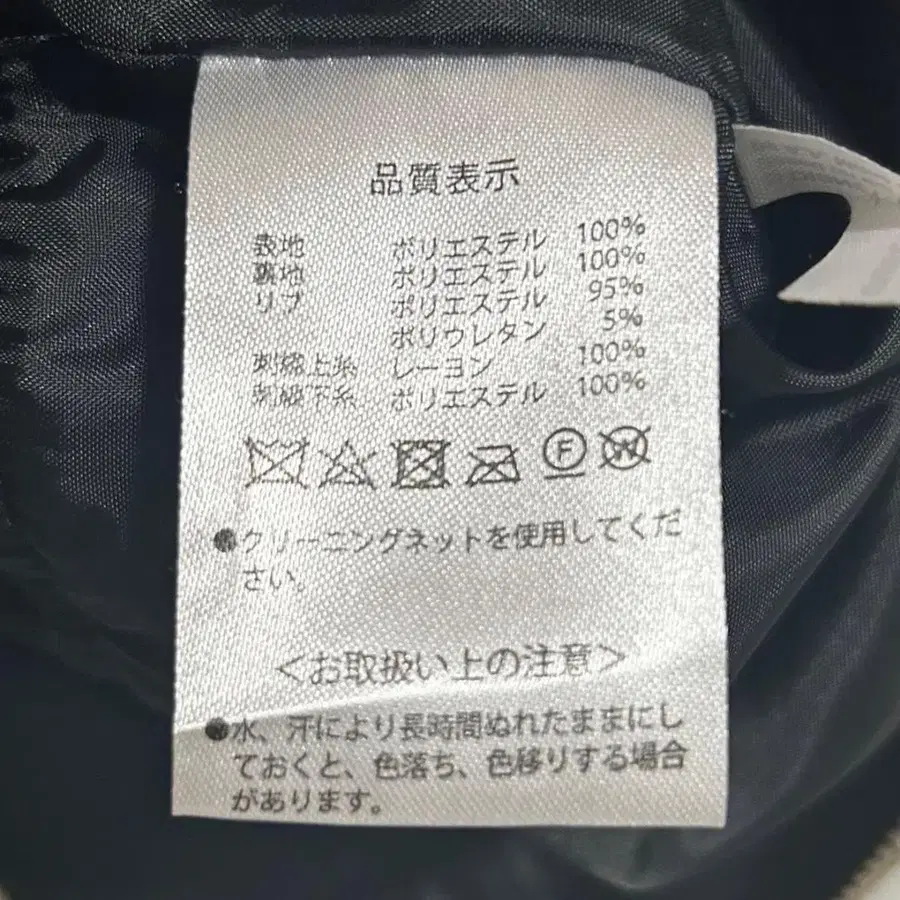 品質表示
表地 ポリエステル 100%
裏地 ポリエステル 100%
リブ ポリエステル 95%
ポリウレタン 5%
刺繍上糸 レーヨン 100%
刺繍下糸 ポリエステル 100%
F W
●クリーニングネットを使用してくだ
さい。
<お取扱い上の注意>
●水、汗により長時間ぬれたままにし
ておくと、色落ち、色移りする場合
があります。